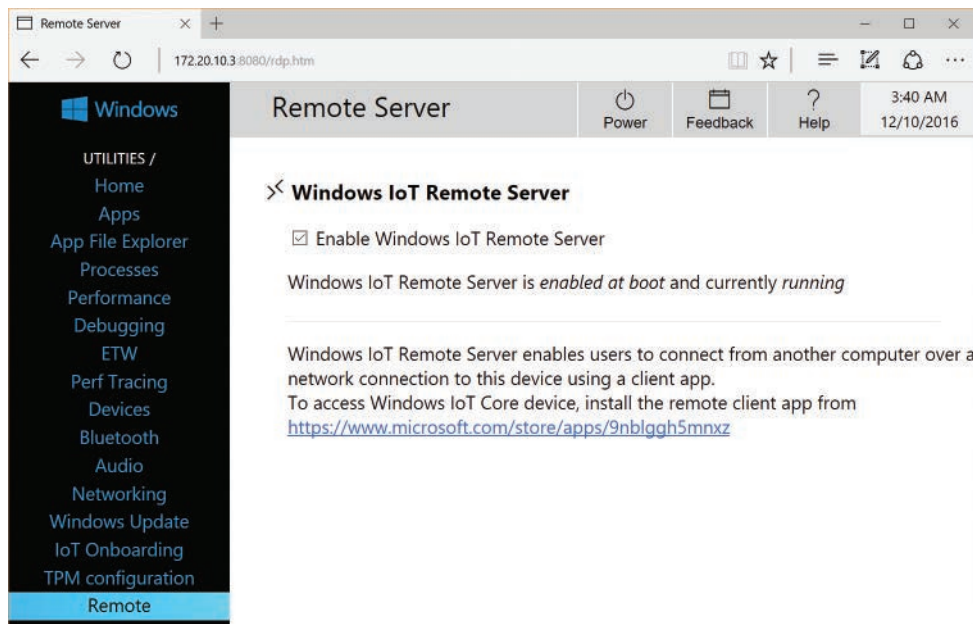 Remote Server
172.20.10.3:8080/rdp.htm
Windows
Remote Server
Power
Feedback
Help
3:40 AM
12/10/2016
UTILITIES /
Home
Apps
App File Explorer
Processes
Performance
Debugging
ETW
Perf Tracing
Devices
Bluetooth
Audio
Networking
Windows Update
IoT Onboarding
TPM configuration
Remote
Windows IoT Remote Server
Enable Windows IoT Remote Server
Windows IoT Remote Server is enabled at boot and currently running
Windows IoT Remote Server enables users to connect from another computer over a
network connection to this device using a client app.
To access Windows IoT Core device, install the remote client app from
https://www.microsoft.com/store/apps/9nblggh5mnxz